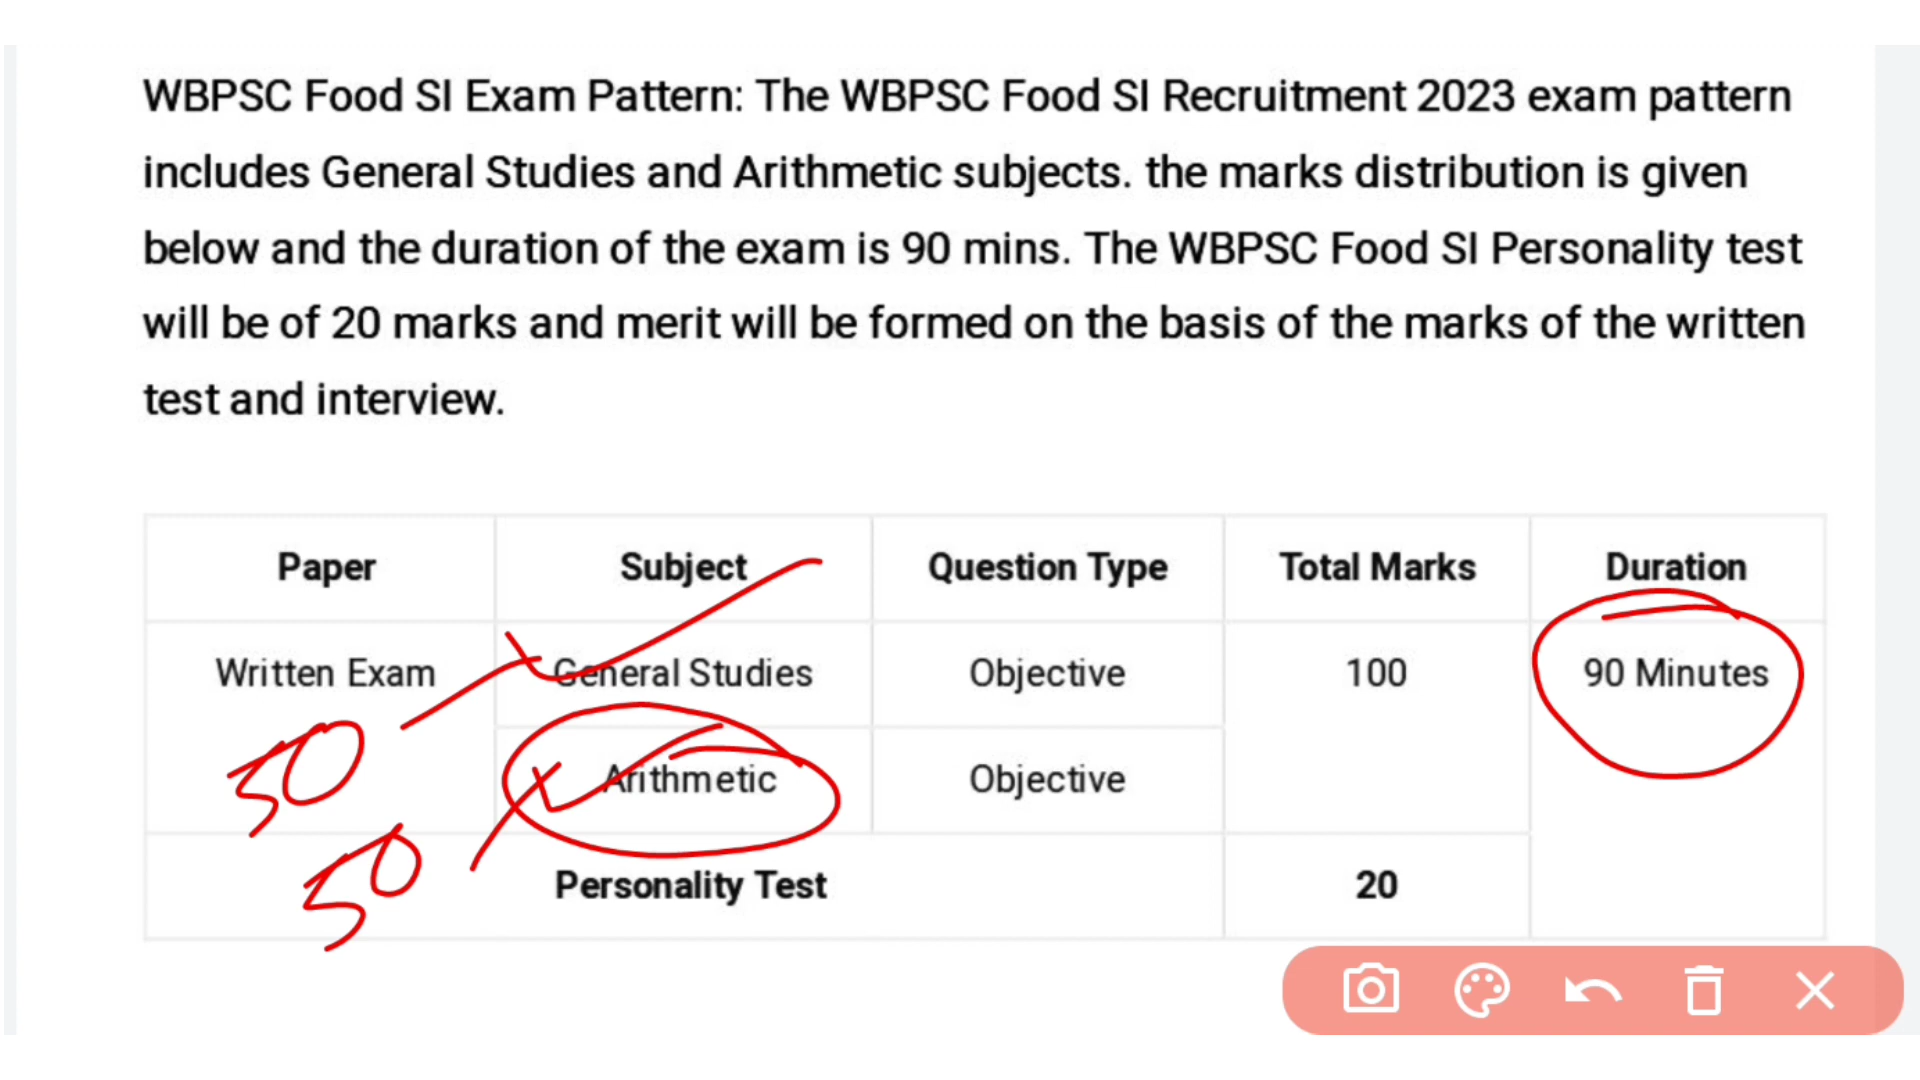 WBPSC Food SI Exam Pattern: The WBPSC Food SI Recruitment 2023 exam pattern
includes General Studies and Arithmetic subjects. the marks distribution is given
below and the duration of the exam is 90 mins. The WBPSC Food SI Personality test
will be of 20 marks and merit will be formed on the basis of the marks of the written
test and interview.
Paper Subject Question Type Total Marks Duration
Written Exam General Studies Objective 100 90 Minutes
50
Arithmetic Objective
50
Personality Test 20